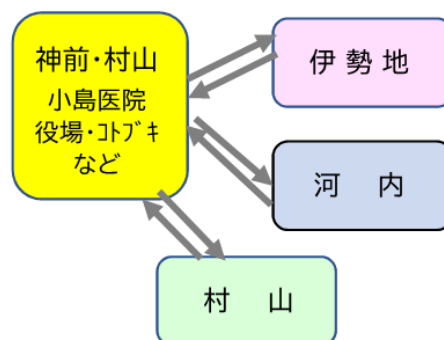 神前・村山
小島医院
役場・ｺﾄﾌﾞｷ
など
伊 勢 地
河　内
村　山